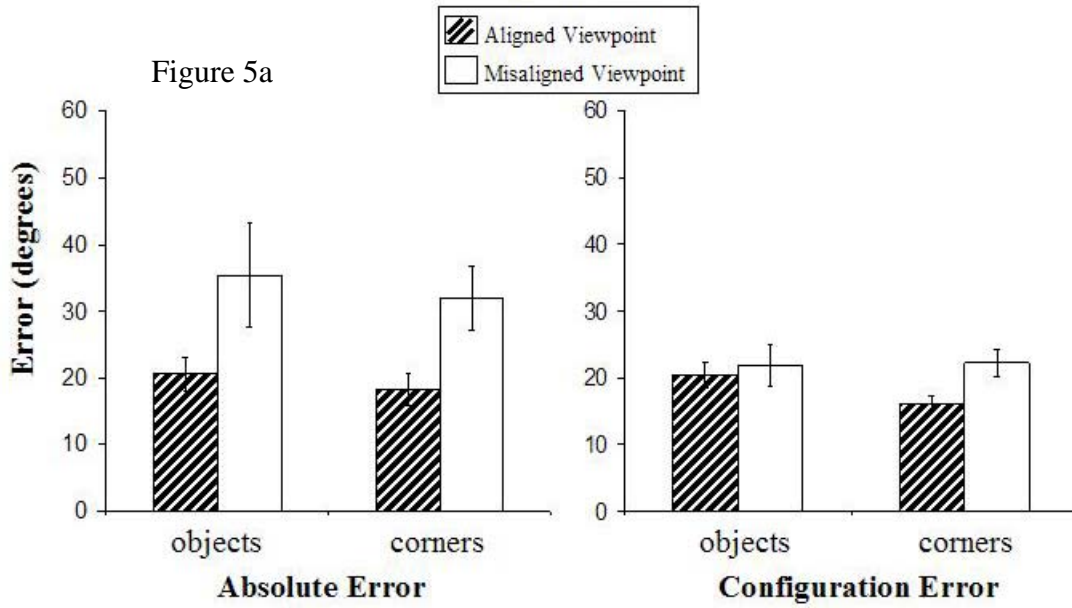 Aligned Viewpoint
Misaligned Viewpoint
Figure 5a
Error (degrees)
60
50
40
30
20
10
0
objects corners
Absolute Error
60
50
40
30
20
10
0
objects corners
Configuration Error